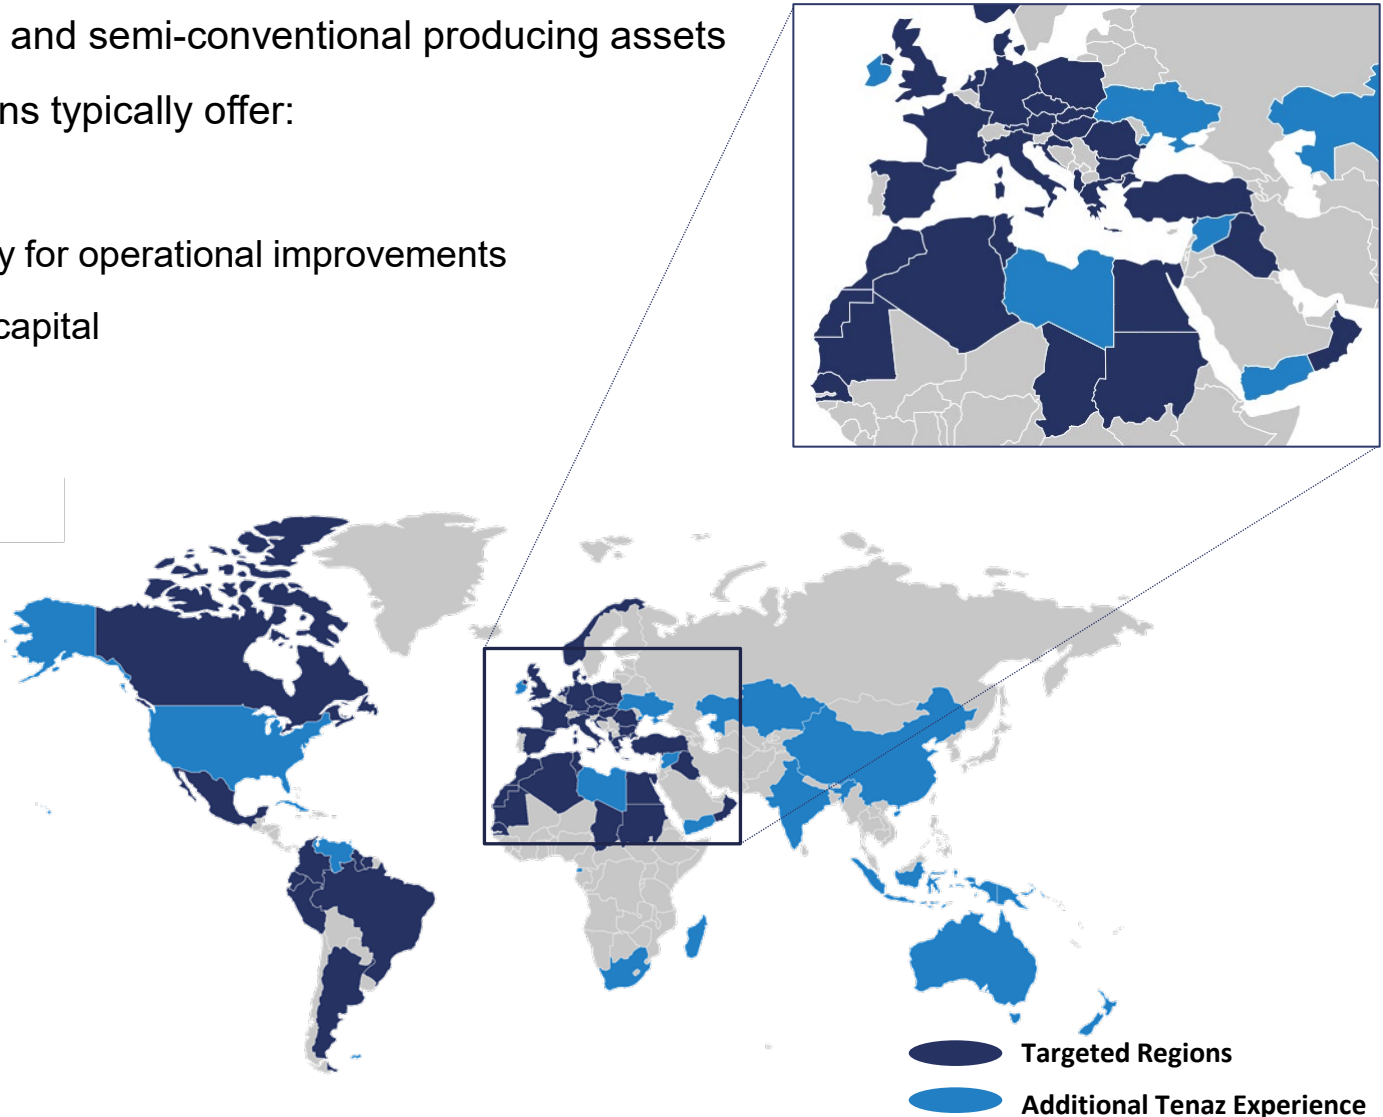 and semi-conventional producing assets
ns typically offer:
y for operational improvements
capital
Targeted Regions
Additional Tenaz Experience